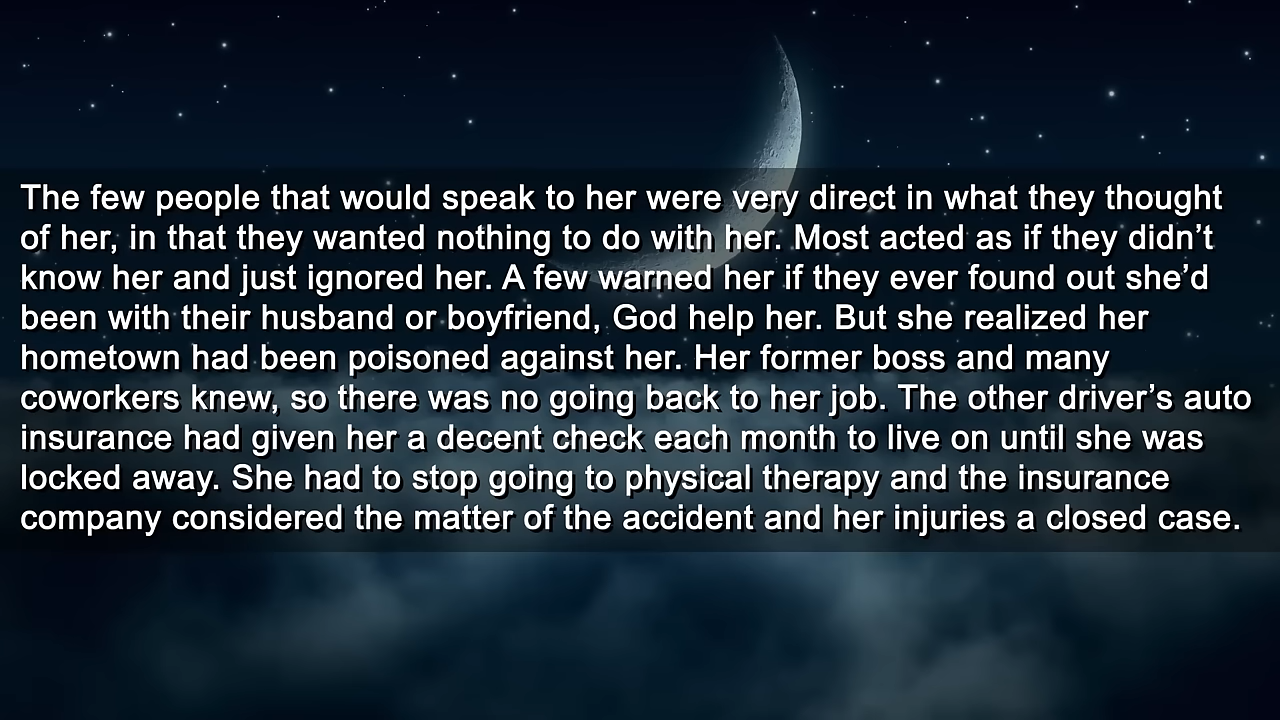 The few people that would speak to her were very direct in what they thought
of her, in that they wanted nothing to do with her. Most acted as if they didn’t
know her and just ignored her. A few warned her if they ever found out she’d
been with their husband or boyfriend, God help her. But she realized her
hometown had been poisoned against her. Her former boss and many
coworkers knew, so there was no going back to her job. The other driver’s auto
insurance had given her a decent check each month to live on until she was
locked away. She had to stop going to physical therapy and the insurance
company considered the matter of the accident and her injuries a closed case.